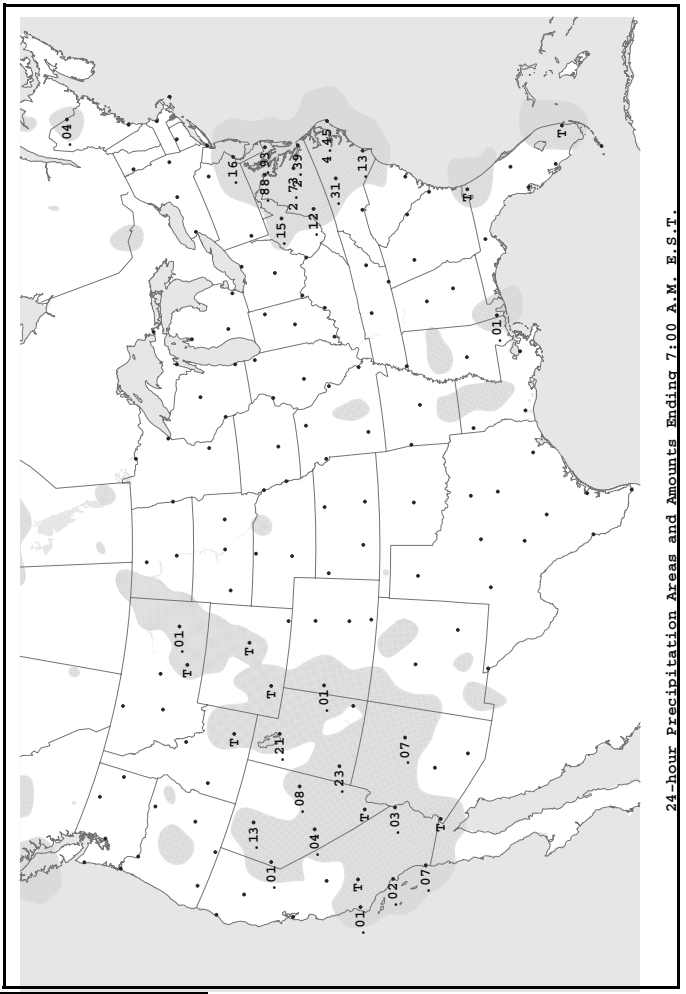 .04
.01
T
.16
T
T
.13
.88
.93
.01
T
.21
.15
2.73
2.39
.08
.12
.04
.01
4.45
.31
.23
T
.01
.13
T
.02
.03
.07
.07
T
T
.01
T
24-hour Precipitation Areas and Amounts Ending 7:00 A.M. E.S.T.